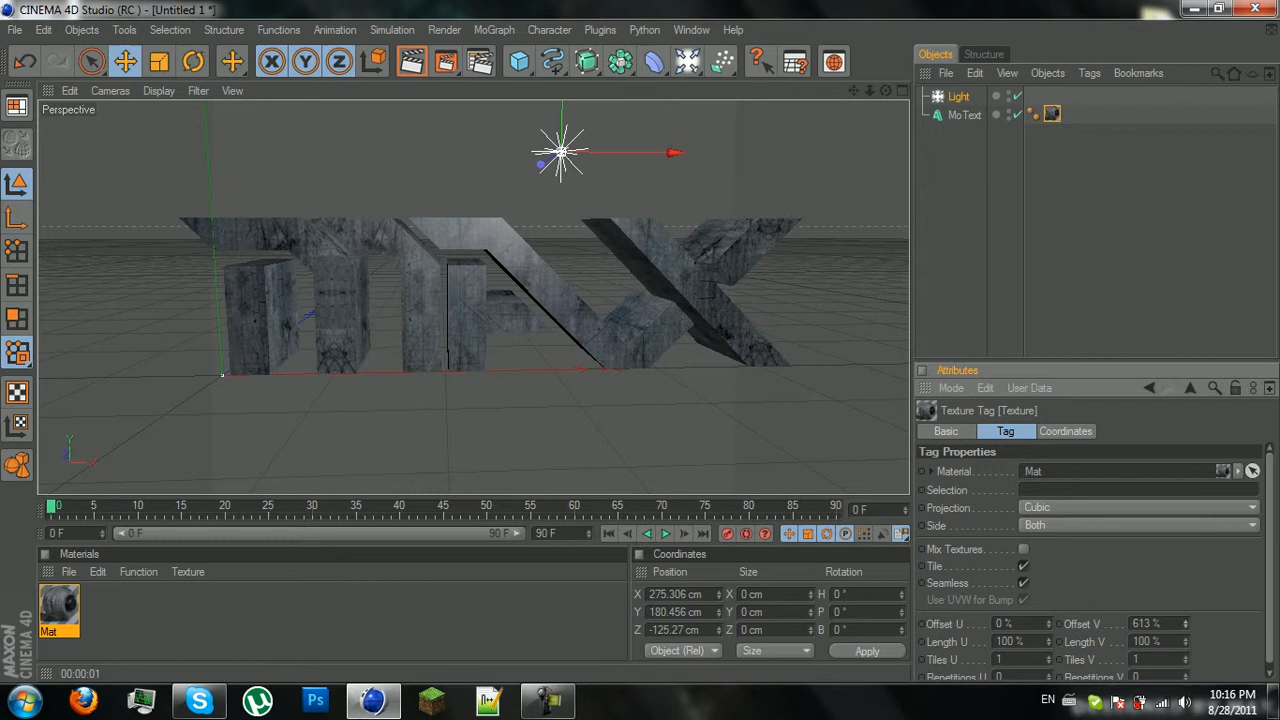 CINEMA 4D Studio (RC ) - [Untitled 1 *]
File Edit Objects Tools Selection Structure Functions Animation Simulation Render MoGraph Character Plugins Python Window Help
X Y Z
Objects Structure
File Edit View Objects Tags Bookmarks
Edit Cameras Display Filter View
Perspective
Light
MoText
Y
X
Z
Attributes
Mode Edit User Data
Texture Tag [Texture]
Basic Tag Coordinates
Tag Properties
Material Mat
Selection
Projection Cubic
Side Both
Mix Textures
Tile
Seamless
Use UVW for Bump
Offset U 0 % Offset V 613 %
Length U 100 % Length V 100 %
Tiles U 1 Tiles V 1
Repetitions U 0 Repetitions V 0
0 5 10 15 20 25 30 35 40 45 50 55 60 65 70 75 80 85 90 0 F
0 F 0 F 90 F 90 F
Materials
File Edit Function Texture
Mat
Coordinates
Position Size Rotation
X 275.306 cm X 0 cm H 0 °
Y 180.456 cm Y 0 cm P 0 °
Z -125.27 cm Z 0 cm B 0 °
Object (Rel) Size Apply
MAXON
CINEMA 4D
00:00:01
Ps
EN
10:16 PM
8/28/2011